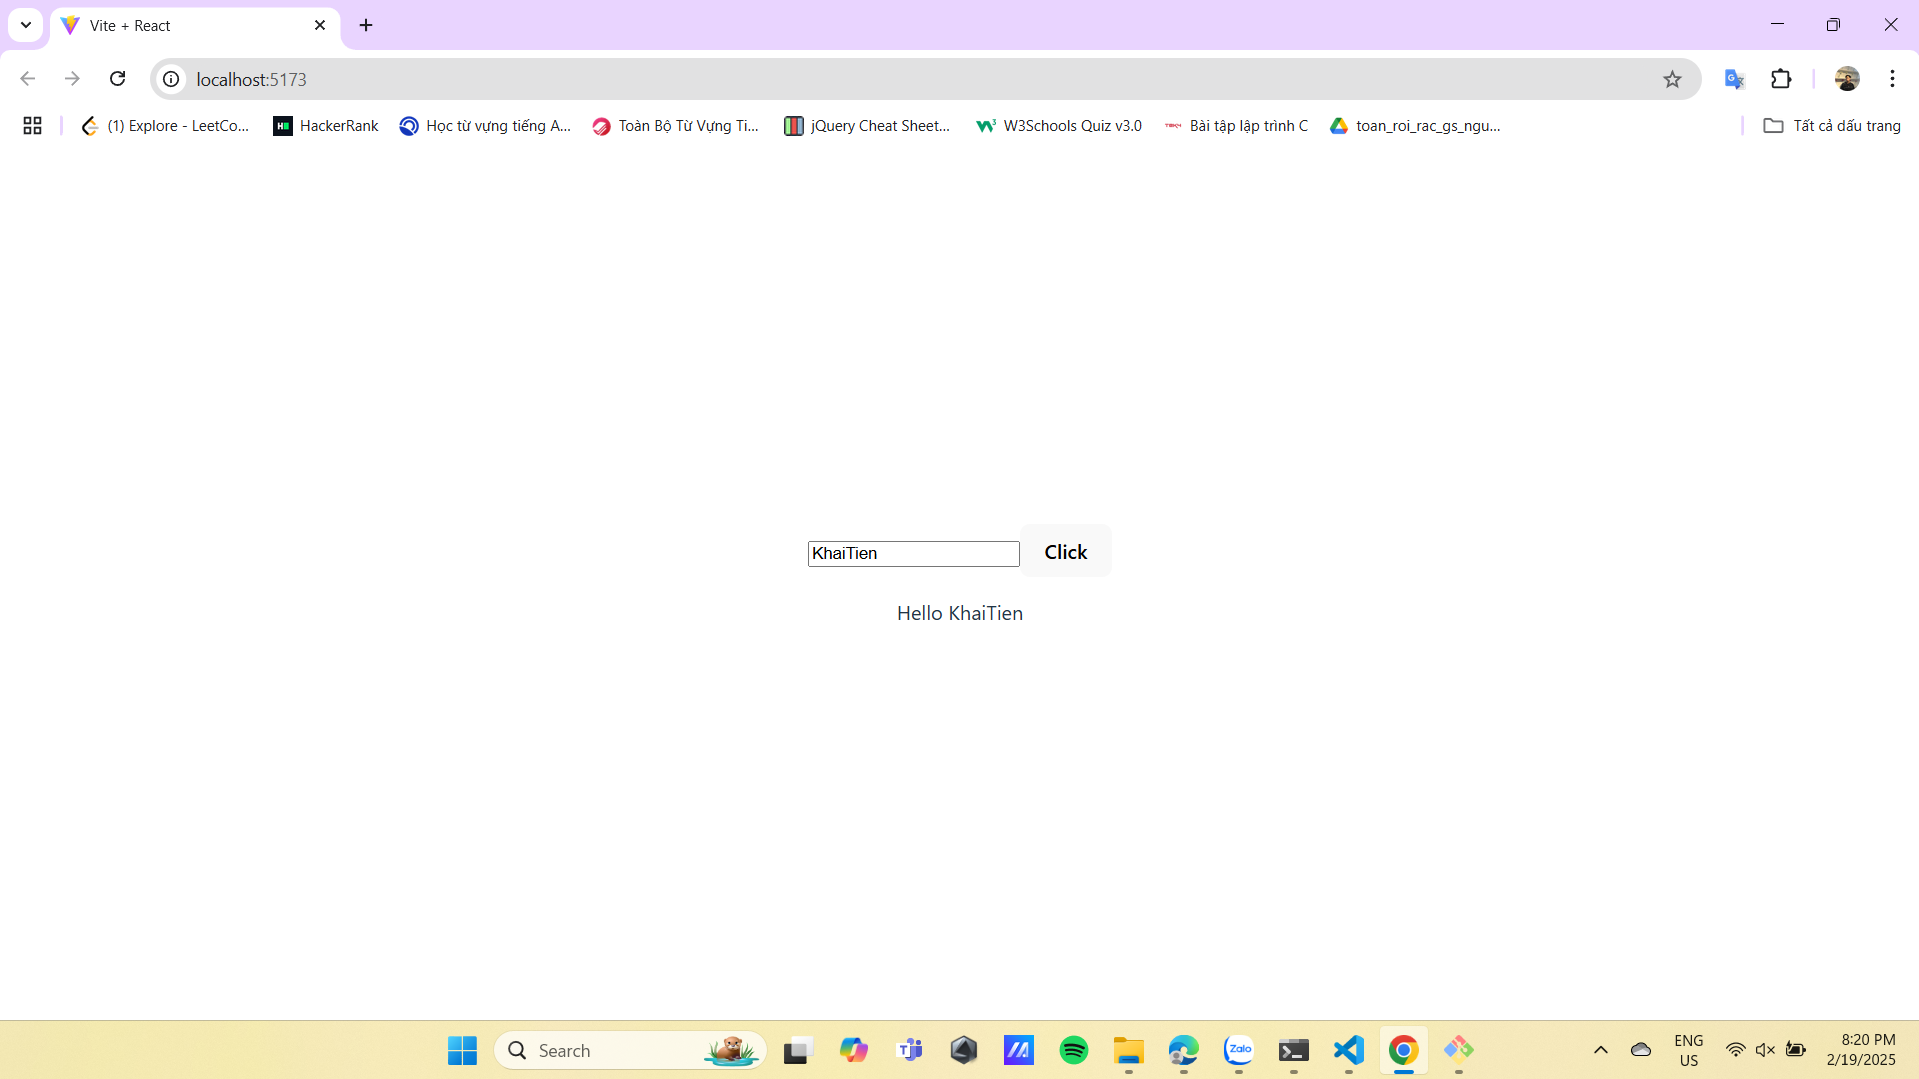 Vite + React
localhost:5173
(1) Explore - LeetCo...
HackerRank
Học từ vựng tiếng A...
Toàn Bộ Từ Vựng Ti...
jQuery Cheat Sheet...
W3Schools Quiz v3.0
Bài tập lập trình C
toan_roi_rac_gs_ngu...
Tất cả dấu trang
KhaiTien
Click
Hello KhaiTien
Search
Zalo
ENG
US
8:20 PM
2/19/2025